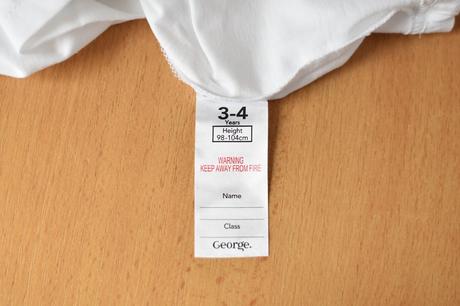 3-4
Years
Height
98-104cm
WARNING
KEEP AWAY FROM FIRE
Name
Class
George.